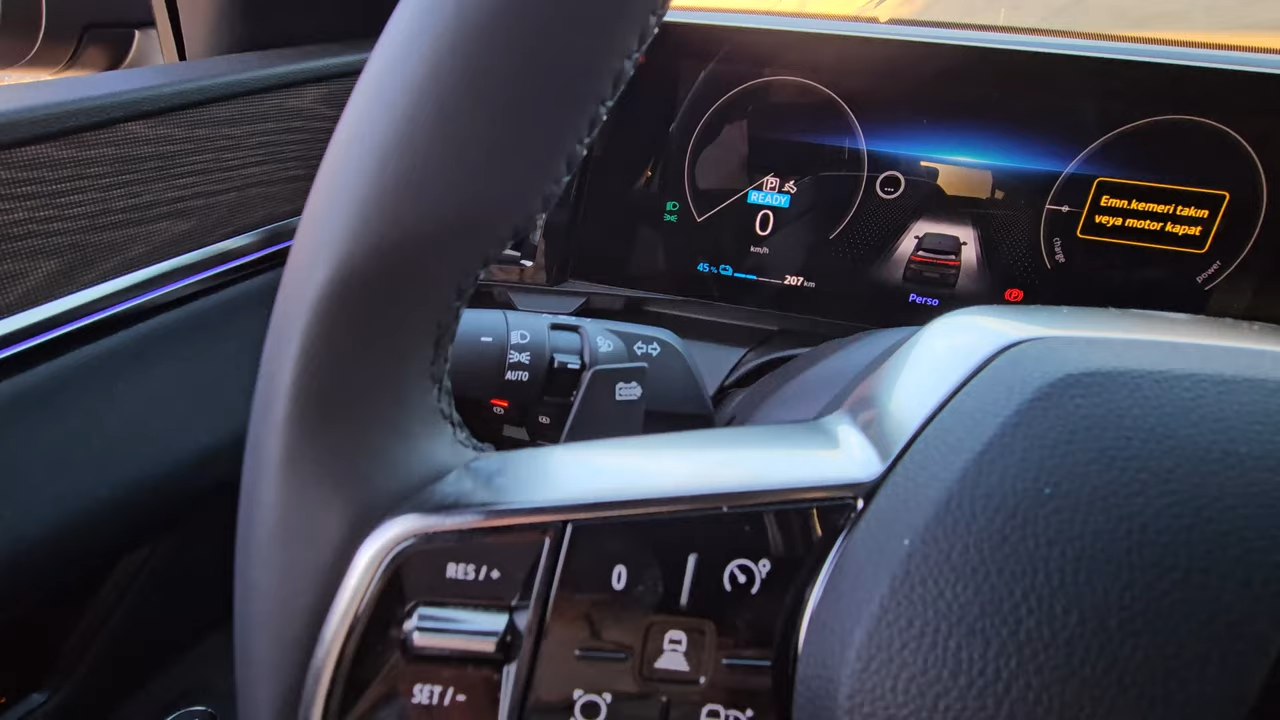 P
READY
0
km/h
45 %
207 km
Perso
P
Emn.kemeri takın
veya motor kapat
charge
power
AUTO
RES / +
0
SET / -